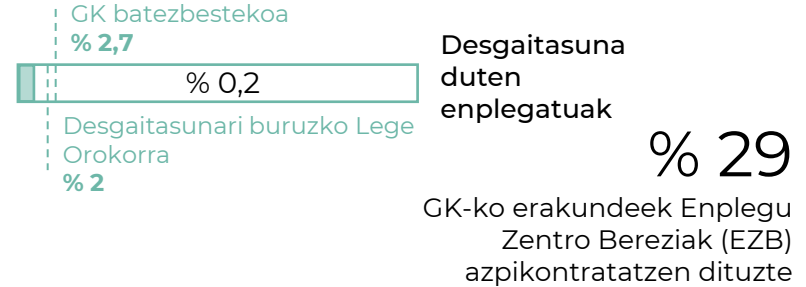 GK batezbestekoa
% 2,7
% 0,2
Desgaitasunari buruzko Lege
Orokorra
% 2
Desgaitasuna
duten
enplegatuak
% 29
GK-ko erakundeek Enplegu
Zentro Bereziak (EZB)
azpikontratatzen dituzte